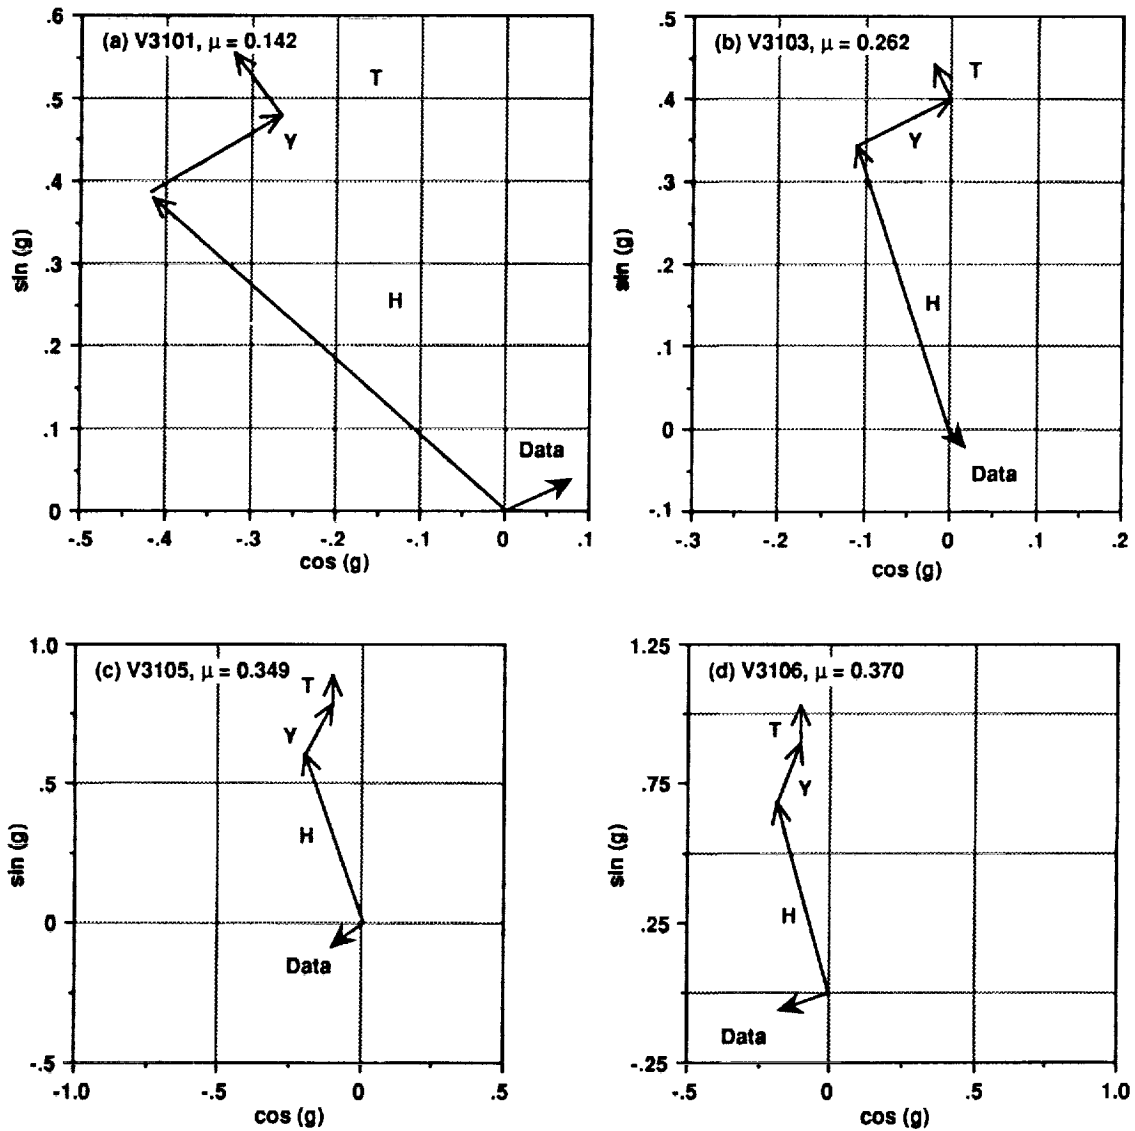 (a) V3101, μ = 0.142
.6
.5
.4
.3
.2
.1
0
sin (g)
T
Y
H
Data
-.5 -.4 -.3 -.2 -.1 0 .1
cos (g)
(b) V3103, μ = 0.262
.5
.4
.3
.2
.1
0
-.1
sin (g)
T
Y
H
Data
-.3 -.2 -.1 0 .1 .2
cos (g)
(c) V3105, μ = 0.349
1.0
.5
0
-.5
sin (g)
T
Y
H
Data
-1.0 -.5 0 .5
cos (g)
(d) V3106, μ = 0.370
1.25
.75
.25
-.25
sin (g)
T
Y
H
Data
-.5 0 .5 1.0
cos (g)